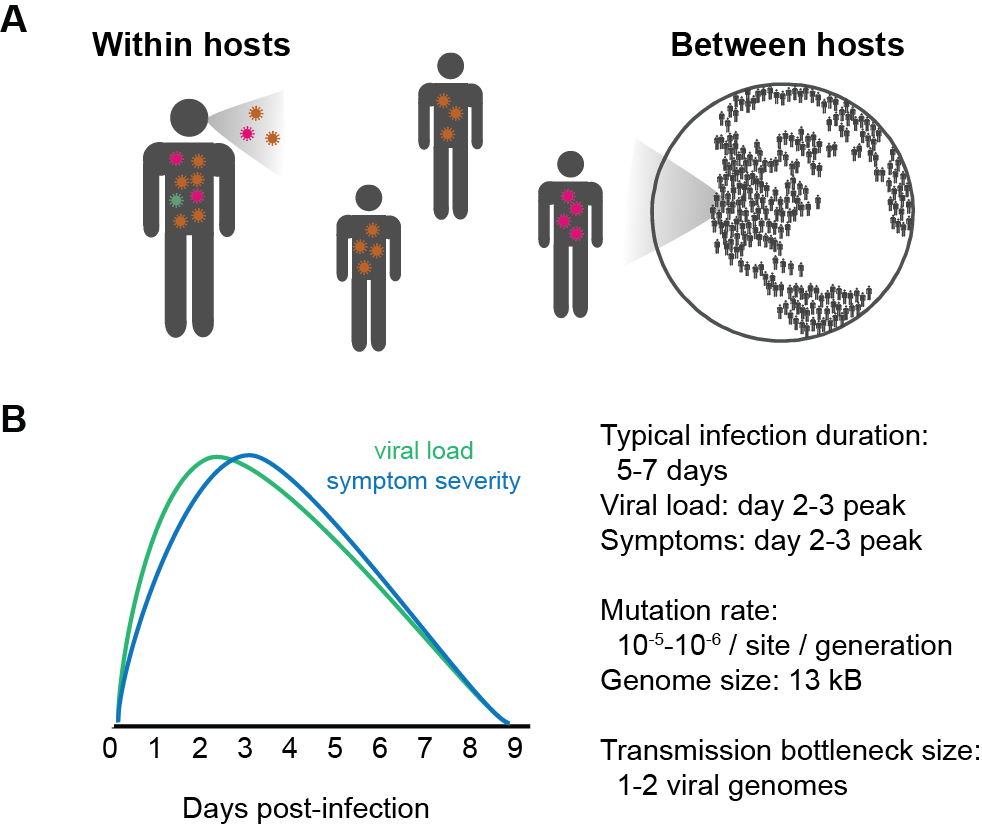 A
Within hosts
Between hosts
B
viral load
symptom severity
0 1 2 3 4 5 6 7 8 9
Days post-infection
Typical infection duration:
5-7 days
Viral load: day 2-3 peak
Symptoms: day 2-3 peak
Mutation rate:
10⁻⁵-10⁻⁶ / site / generation
Genome size: 13 kB
Transmission bottleneck size:
1-2 viral genomes